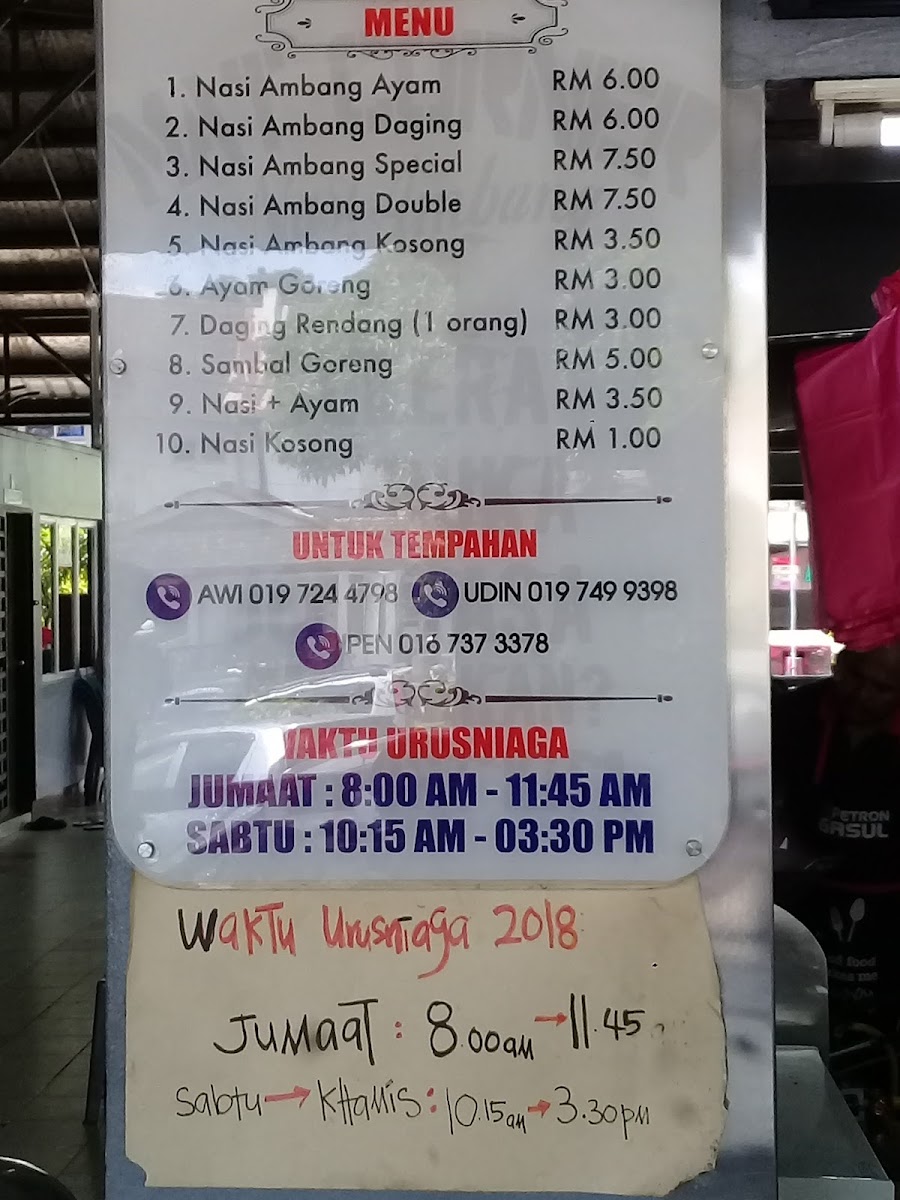 MENU
1. Nasi Ambang Ayam RM 6.00
2. Nasi Ambang Daging RM 6.00
3. Nasi Ambang Special RM 7.50
4. Nasi Ambang Double RM 7.50
5. Nasi Ambang Kosong RM 3.50
6. Ayam Goreng RM 3.00
7. Daging Rendang (1 orang) RM 3.00
8. Sambal Goreng RM 5.00
9. Nasi + Ayam RM 3.50
10. Nasi Kosong RM 1.00
UNTUK TEMPAHAN
AWI 019 724 4798 UDIN 019 749 9398
PEN 016 737 3378
WAKTU URUSNIAGA
JUMAAT : 8:00 AM - 11:45 AM
SABTU : 10:15 AM - 03:30 PM
Waktu Urusniaga 2018
Jumaat : 8.00am → 11.45
Sabtu → Khamis : 10.15am → 3.30pm
PETRON
GASUL
food
me